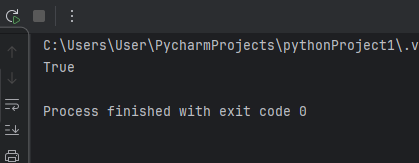 C:\Users\User\PycharmProjects\pythonProject1\.v
True
Process finished with exit code 0